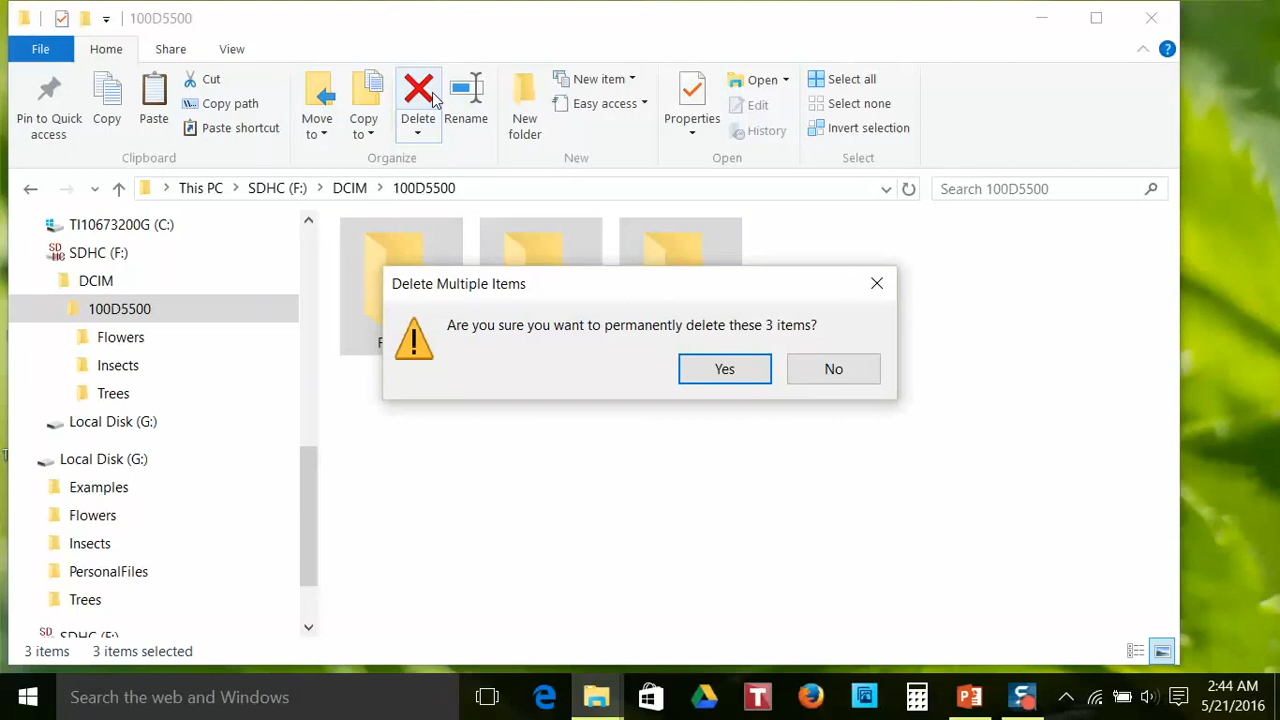 100D5500
File Home Share View
Pin to Quick access
Copy
Paste
Cut
Copy path
Paste shortcut
Clipboard
Move to
Copy to
Delete
Rename
Organize
New folder
New item
Easy access
New
Properties
Open
Edit
History
Open
Select all
Select none
Invert selection
Select
This PC SDHC (F:) DCIM 100D5500
Search 100D5500
TI10673200G (C:)
SDHC (F:)
DCIM
100D5500
Flowers
Insects
Trees
Local Disk (G:)
Local Disk (G:)
Examples
Flowers
Insects
PersonalFiles
Trees
SDHC (F:)
Delete Multiple Items
Are you sure you want to permanently delete these 3 items?
Yes No
3 items 3 items selected
Search the web and Windows
2:44 AM
5/21/2016